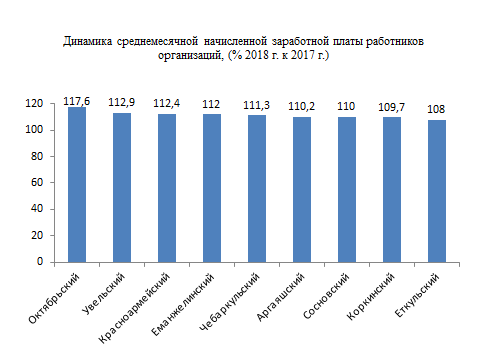 Динамика среднемесячной начисленной заработной платы работников
организаций, (% 2018 г. к 2017 г.)
117,6 112,9 112,4 112 111,3 110,2 110 109,7 108
120
100
80
60
40
20
0
Октябрьский
Увельский
Красноармейский
Еманжелинский
Чебаркульский
Аргаяшский
Сосновский
Коркинский
Еткульский